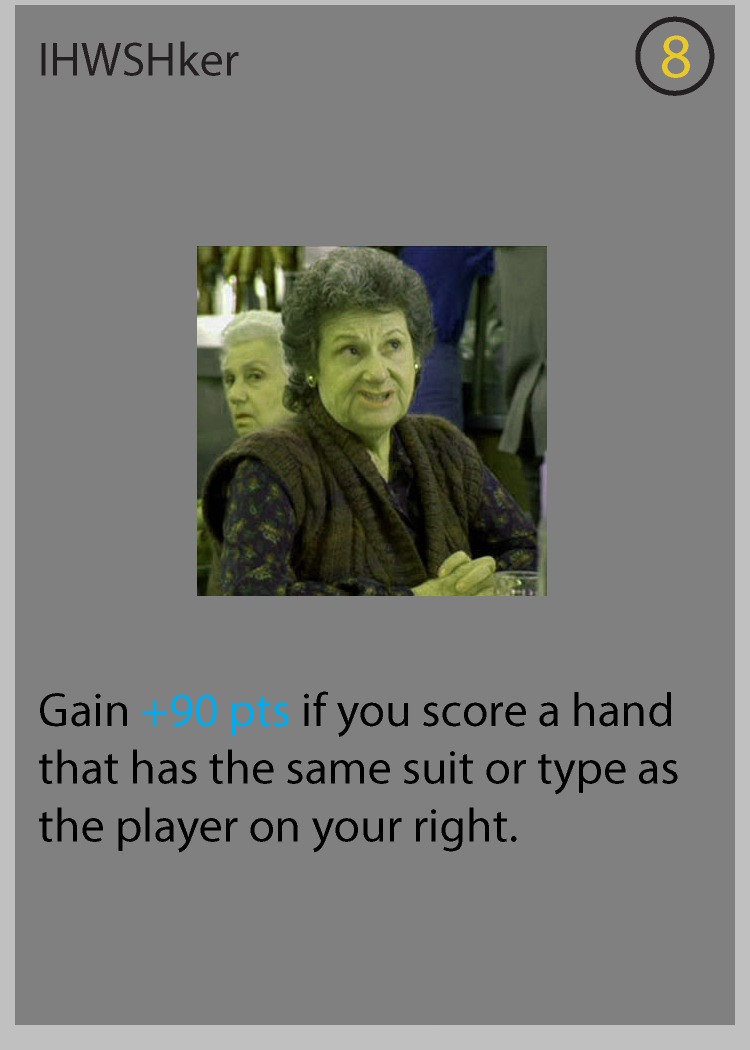 IHWSHker
8
Gain +90 pts if you score a hand
that has the same suit or type as
the player on your right.